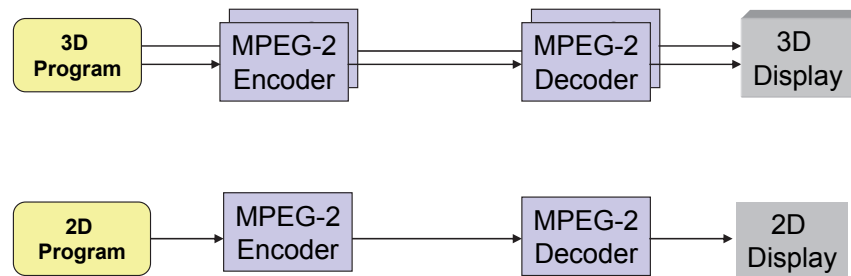 3D
Program
MPEG-2
Encoder
MPEG-2
Decoder
3D
Display
2D
Program
MPEG-2
Encoder
MPEG-2
Decoder
2D
Display